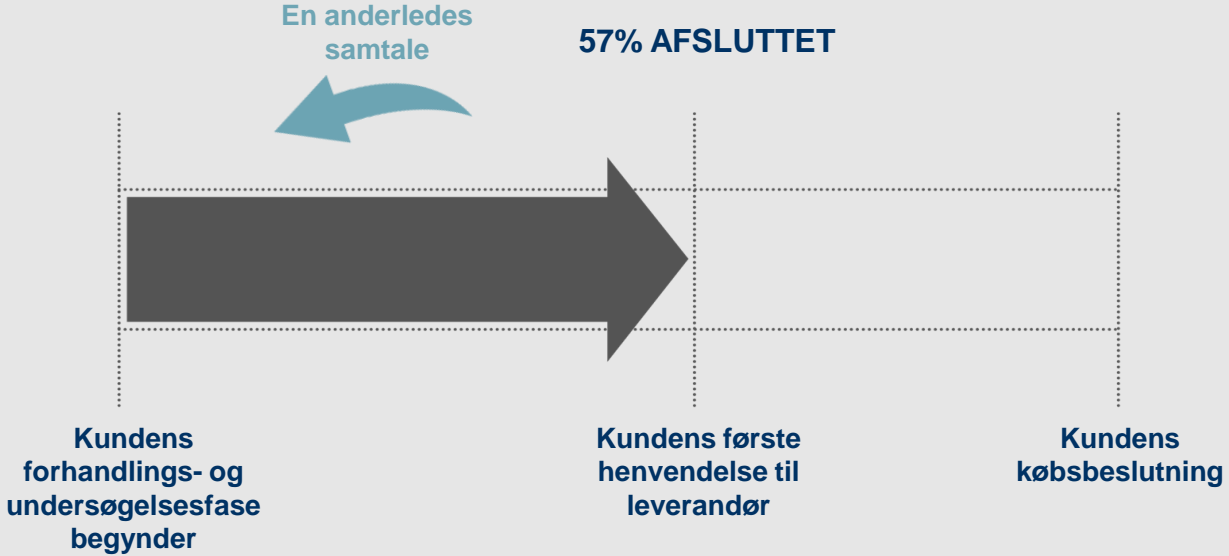 En anderledes
samtale
57% AFSLUTTET
Kundens
forhandlings- og
undersøgelsesfase
begynder
Kundens første
henvendelse til
leverandør
Kundens
købsbeslutning